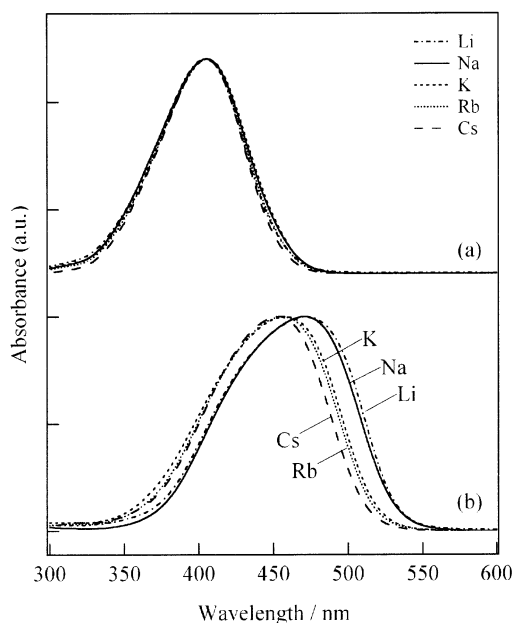 Li
Na
K
Rb
Cs
(a)
Absorbance (a.u.)
K
Na
Li
Cs
Rb
(b)
300 350 400 450 500 550 600
Wavelength / nm